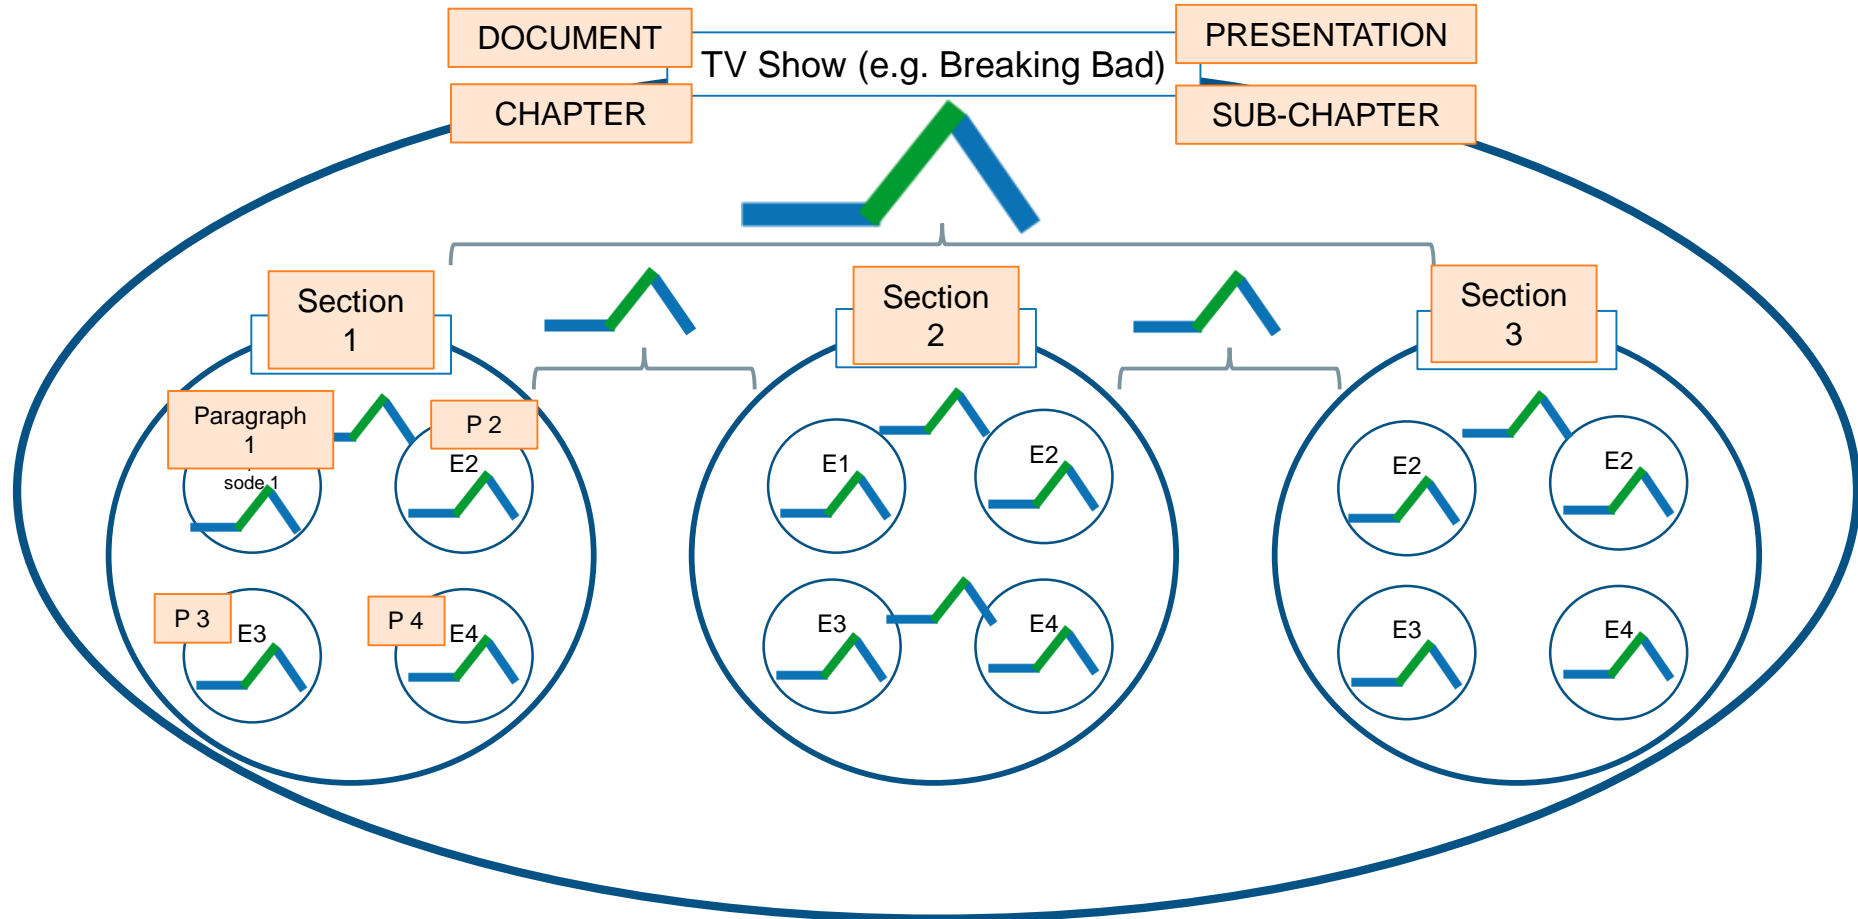 DOCUMENT
PRESENTATION
TV Show (e.g. Breaking Bad)
CHAPTER
SUB-CHAPTER
Section
1
Section
2
Section
3
Paragraph
1
P 2
sode 1
E2
P 3
E3
P 4
E4
E1
E2
E3
E4
E2
E2
E3
E4